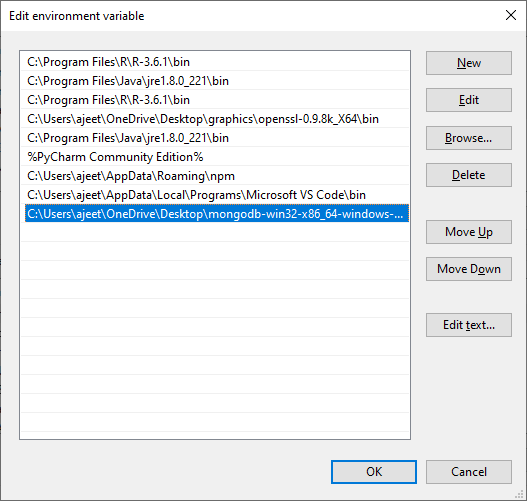 Edit environment variable
C:\Program Files\R\R-3.6.1\bin
C:\Program Files\Java\jre1.8.0_221\bin
C:\Program Files\R\R-3.6.1\bin
C:\Users\ajeet\OneDrive\Desktop\graphics\openssl-0.9.8k_X64\bin
C:\Program Files\Java\jre1.8.0_221\bin
%PyCharm Community Edition%
C:\Users\ajeet\AppData\Roaming\npm
C:\Users\ajeet\AppData\Local\Programs\Microsoft VS Code\bin
C:\Users\ajeet\OneDrive\Desktop\mongodb-win32-x86_64-windows-...
New
Edit
Browse...
Delete
Move Up
Move Down
Edit text...
OK
Cancel